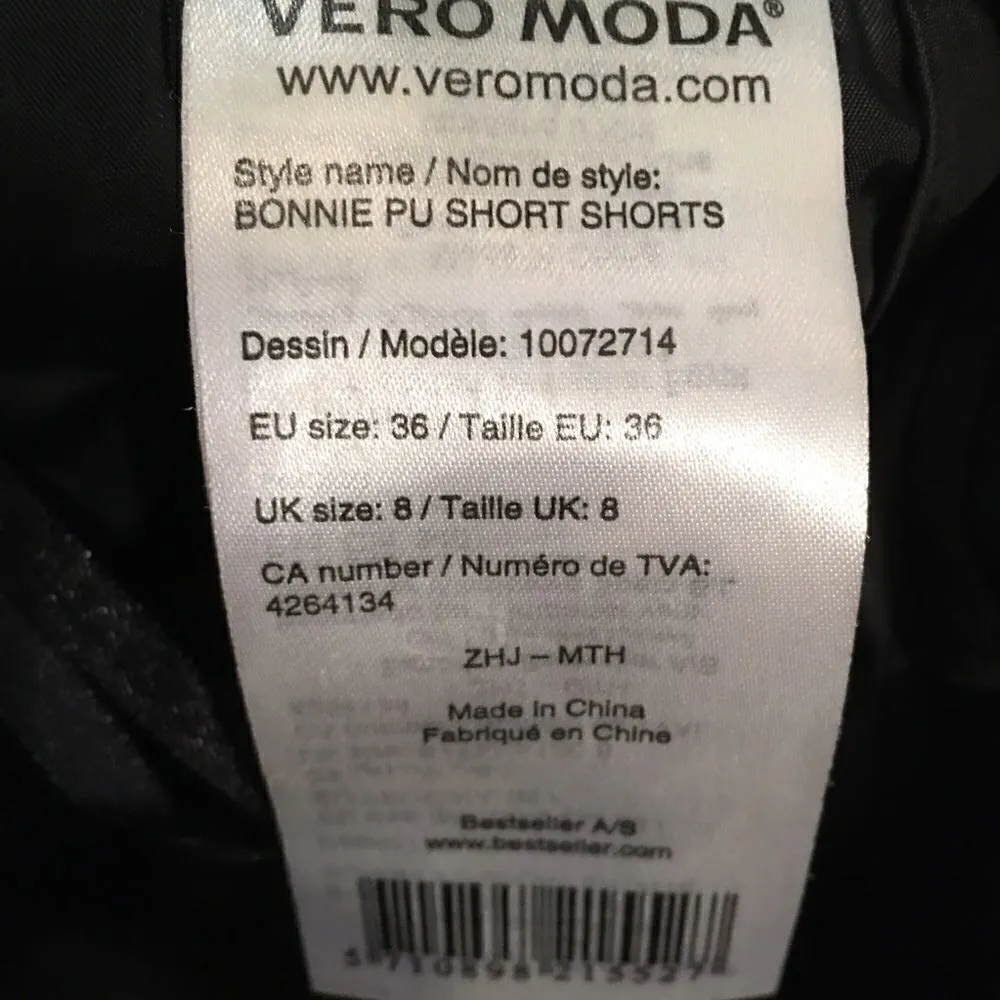 VERO MODA®
www.veromoda.com
Style name / Nom de style:
BONNIE PU SHORT SHORTS
Dessin / Modèle: 10072714
EU size: 36 / Taille EU: 36
UK size: 8 / Taille UK: 8
CA number / Numéro de TVA:
4264134
ZHJ – MTH
Made in China
Fabriqué en Chine
Bestseller A/S
www.bestseller.com